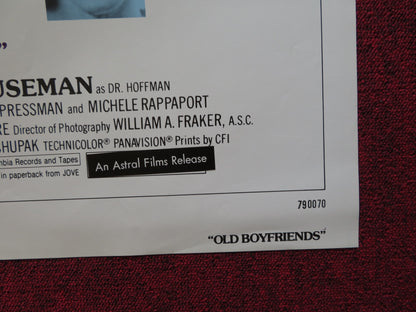 ”
USEMAN as DR. HOFFMAN
PRESSMAN and MICHELE RAPPAPORT
RE Director of Photography WILLIAM A. FRAKER, A.S.C.
HUPAK TECHNICOLOR® PANAVISION® Prints by CFI
mbia Records and Tapes
in paperback from JOVE
An Astral Films Release
790070
“OLD BOYFRIENDS”